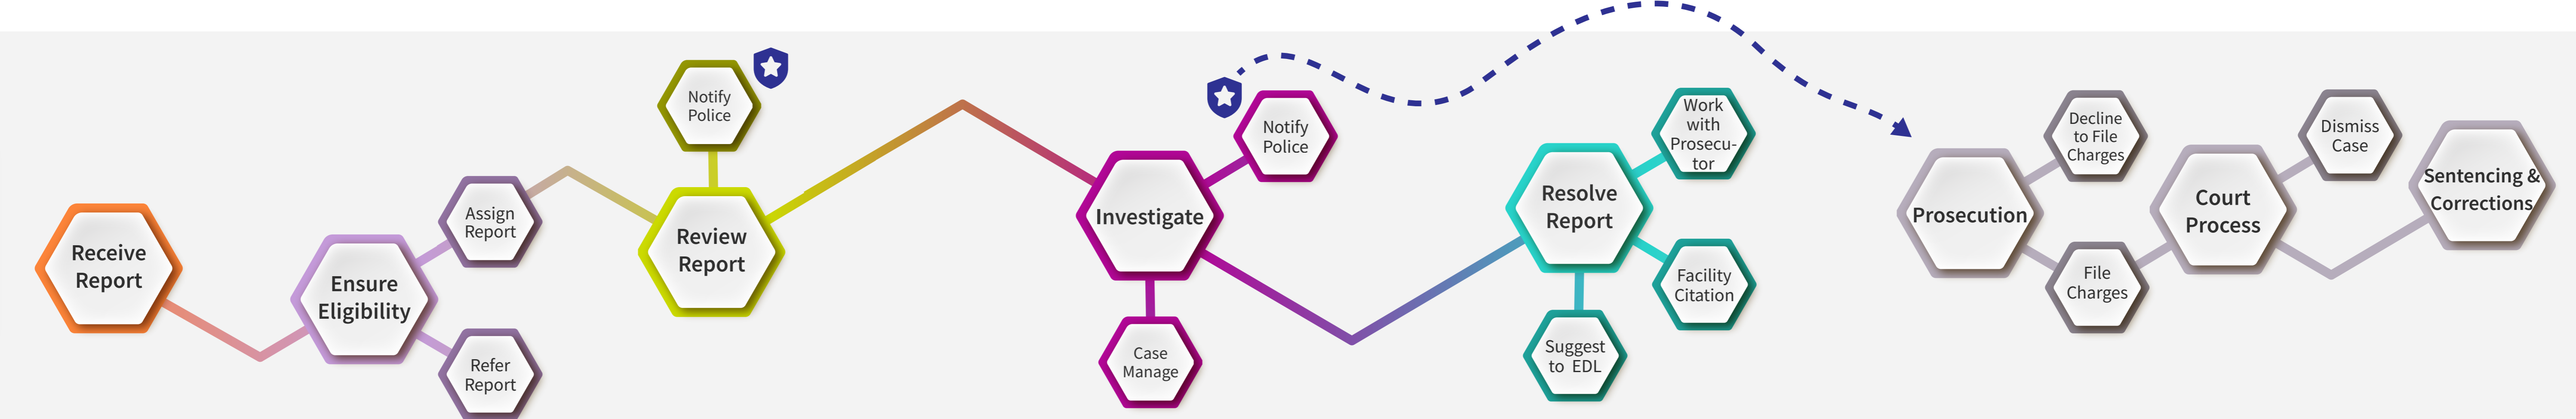 Receive
Report
Ensure
Eligibility
Assign
Report
Refer
Report
Notify
Police
Review
Report
Investigate
Notify
Police
Case
Manage
Resolve
Report
Work
with
Prosecu-
tor
Facility
Citation
Suggest
to EDL
Prosecution
Decline
to File
Charges
File
Charges
Court
Process
Dismiss
Case
Sentencing &
Corrections